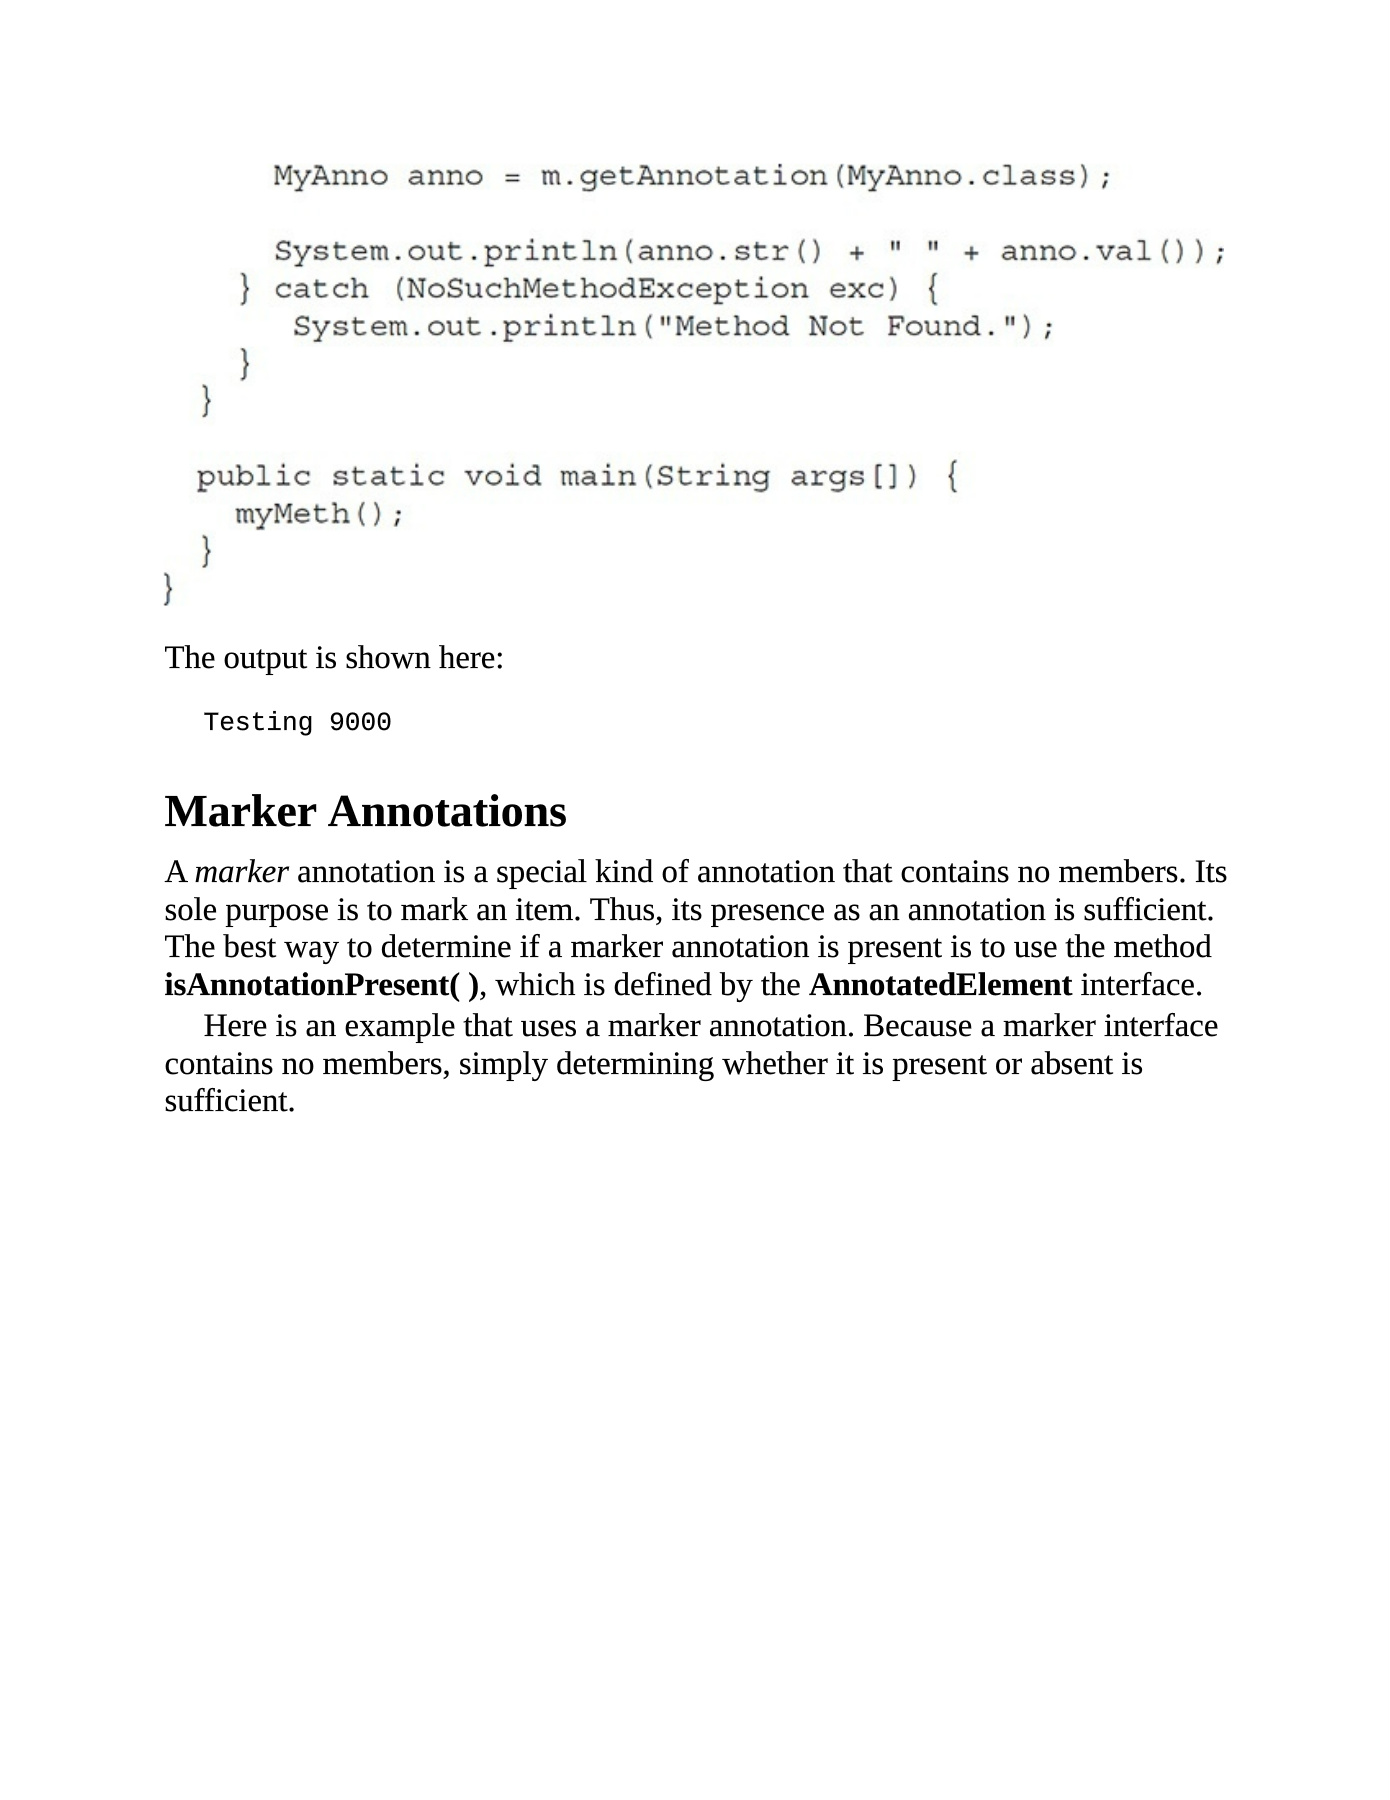 MyAnno anno = m.getAnnotation(MyAnno.class);
System.out.println(anno.str() + " " + anno.val());
} catch (NoSuchMethodException exc) {
System.out.println("Method Not Found.");
}
}
public static void main(String args[]) {
myMeth();
}
}
The output is shown here:
Testing 9000
Marker Annotations
A marker annotation is a special kind of annotation that contains no members. Its
sole purpose is to mark an item. Thus, its presence as an annotation is sufficient.
The best way to determine if a marker annotation is present is to use the method
isAnnotationPresent( ), which is defined by the AnnotatedElement interface.
Here is an example that uses a marker annotation. Because a marker interface
contains no members, simply determining whether it is present or absent is
sufficient.